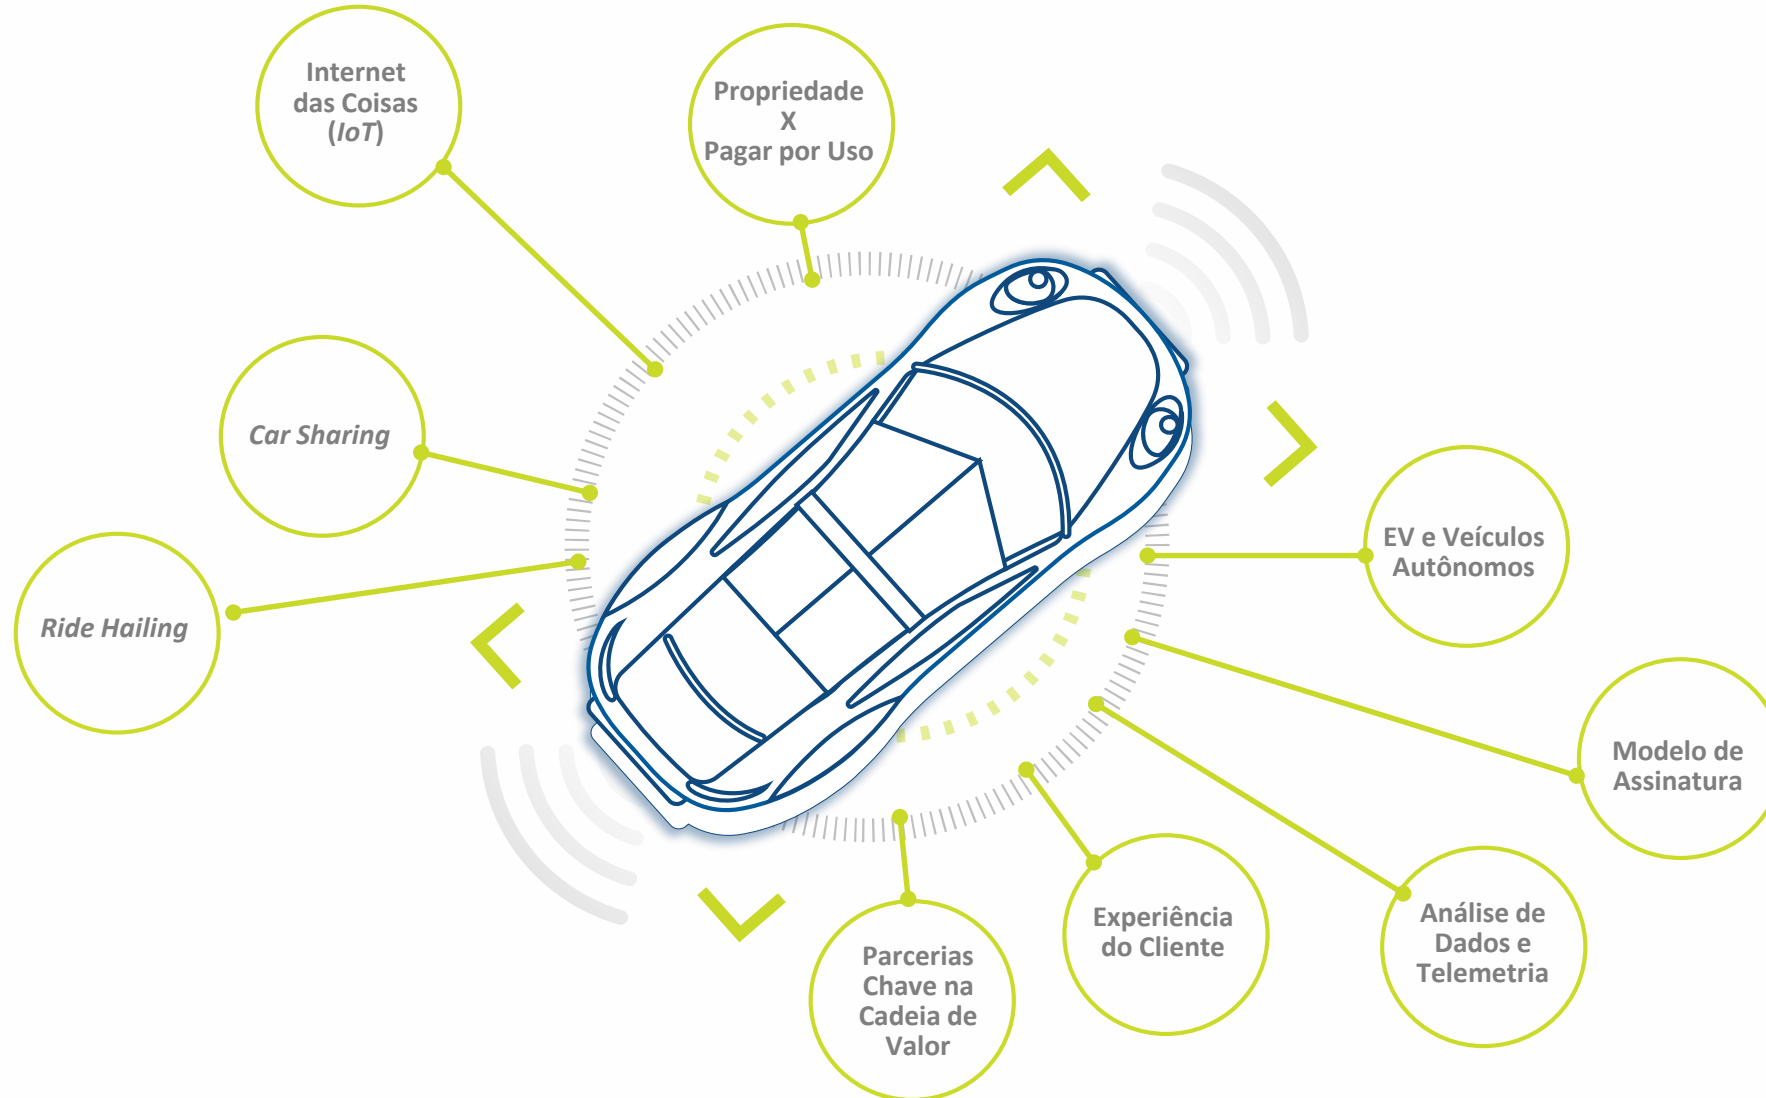 Internet
das Coisas
(IoT)
Propriedade
X
Pagar por Uso
Car Sharing
Ride Hailing
EV e Veículos
Autônomos
Modelo de
Assinatura
Análise de
Dados e
Telemetria
Experiência
do Cliente
Parcerias
Chave na
Cadeia de
Valor